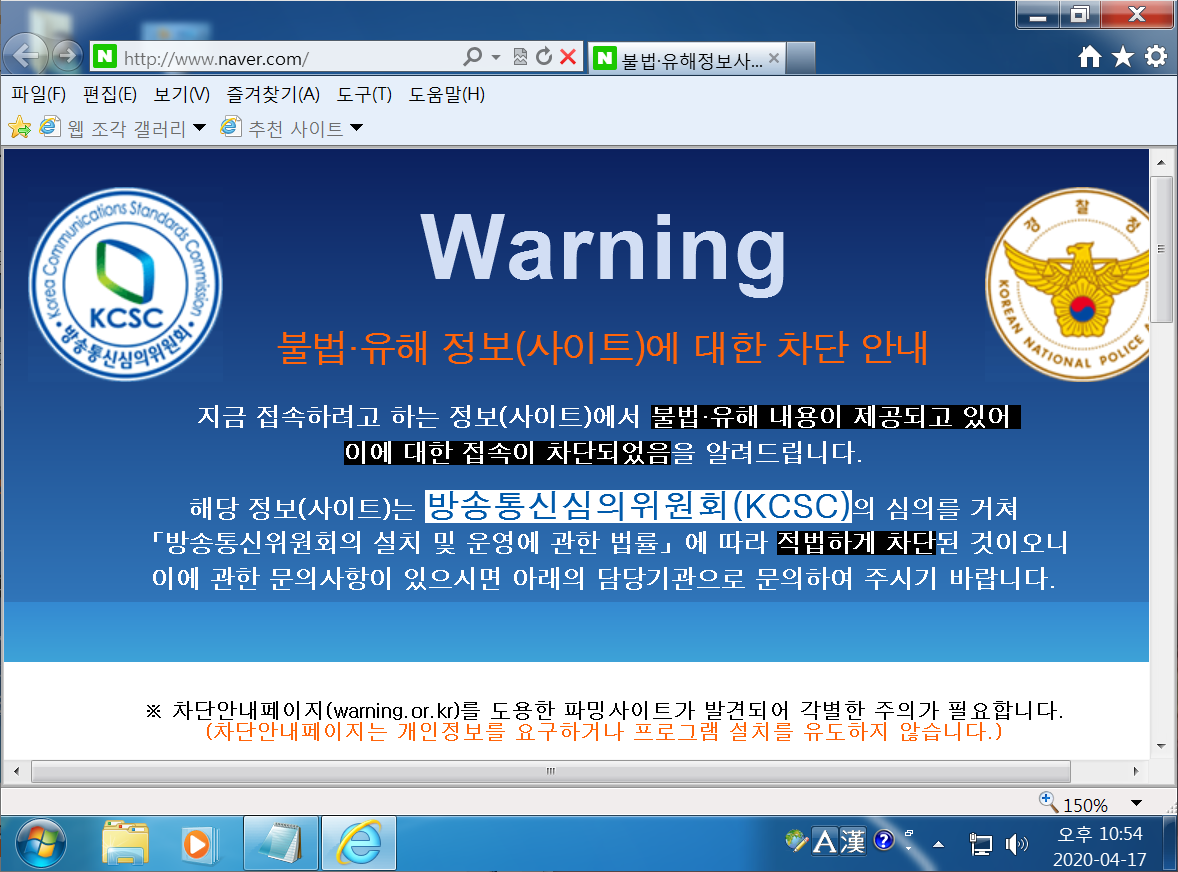 http://www.naver.com/
불법·유해정보사...
파일(F) 편집(E) 보기(V) 즐겨찾기(A) 도구(T) 도움말(H)
웹 조각 갤러리 추천 사이트
Korea Communications Standards Commission
KCSC
방송통신심의위원회
Warning
경 찰 청
KOREAN NATIONAL POLICE
불법·유해 정보(사이트)에 대한 차단 안내
지금 접속하려고 하는 정보(사이트)에서 불법·유해 내용이 제공되고 있어
이에 대한 접속이 차단되었음을 알려드립니다.
해당 정보(사이트)는 방송통신심의위원회(KCSC)의 심의를 거쳐
「방송통신위원회의 설치 및 운영에 관한 법률」에 따라 적법하게 차단된 것이오니
이에 관한 문의사항이 있으시면 아래의 담당기관으로 문의하여 주시기 바랍니다.
※ 차단안내페이지(warning.or.kr)를 도용한 파밍사이트가 발견되어 각별한 주의가 필요합니다.
(차단안내페이지는 개인정보를 요구하거나 프로그램 설치를 유도하지 않습니다.)
150%
A 漢
오후 10:54
2020-04-17